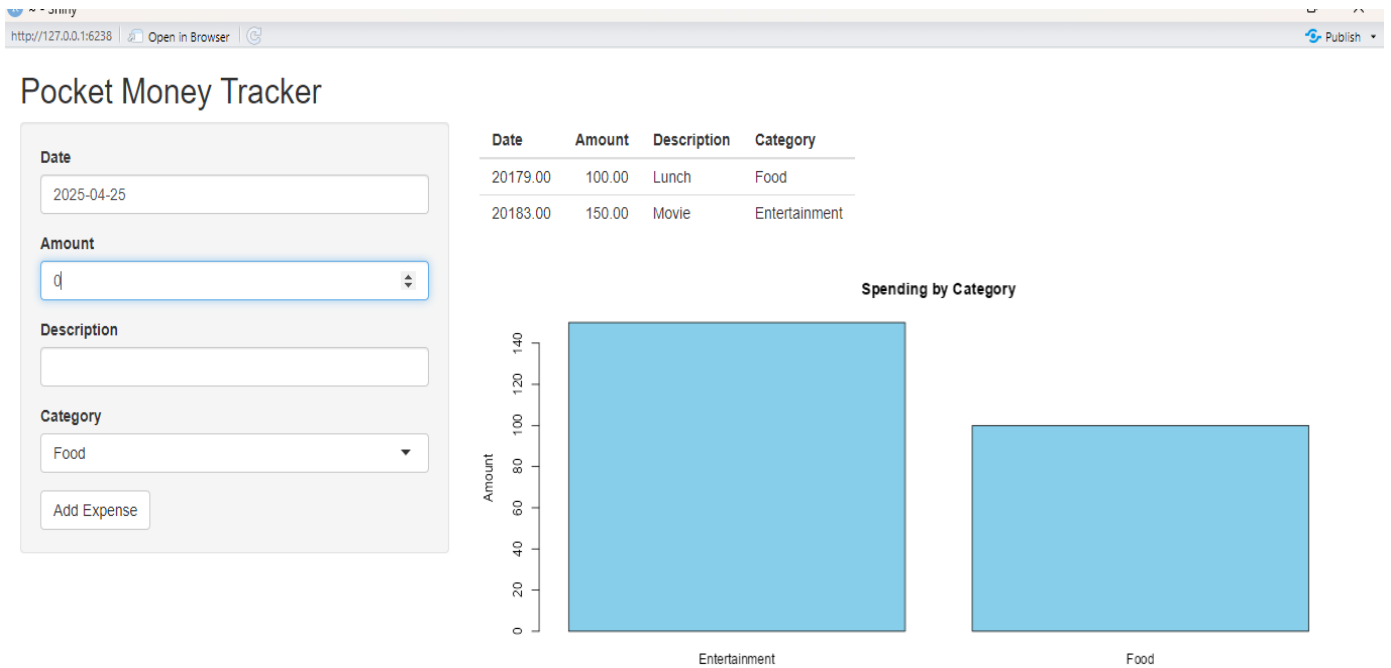 ~ - Shiny
http://127.0.0.1:6238 Open in Browser Publish
Pocket Money Tracker
Date
2025-04-25
Amount
0
Description
Category
Food
Add Expense
Date Amount Description Category
20179.00 100.00 Lunch Food
20183.00 150.00 Movie Entertainment
Spending by Category
Amount
140
120
100
80
60
40
20
0
Entertainment Food